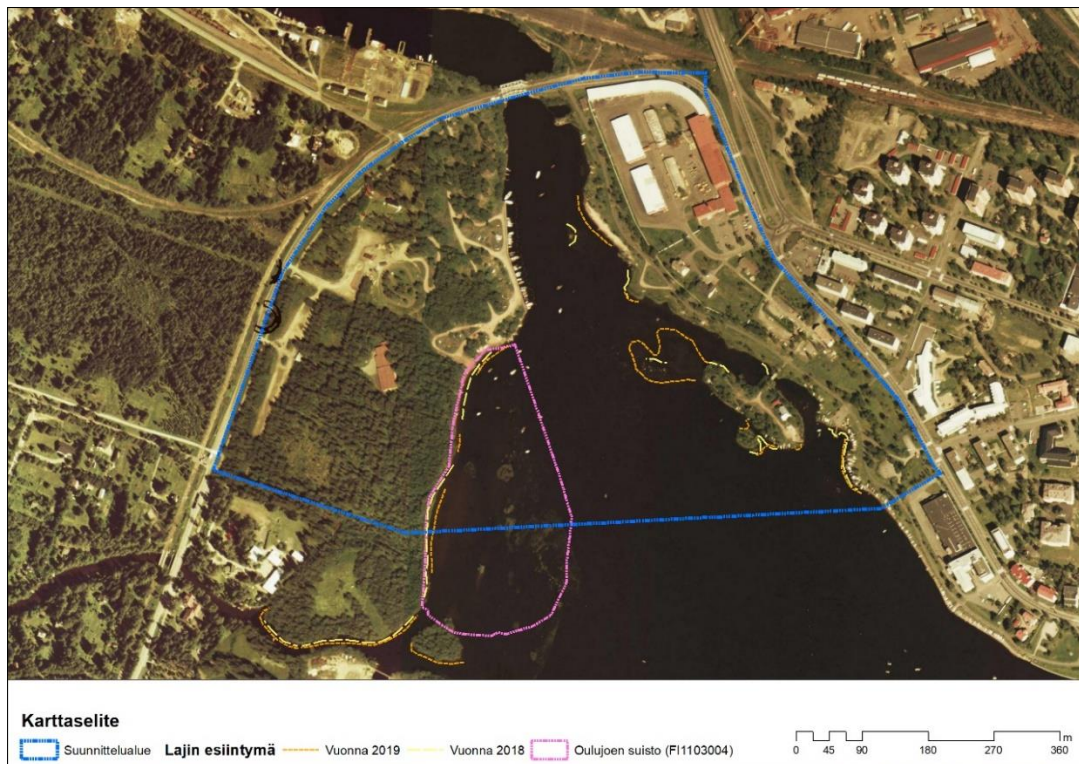 Karttaselite
Suunnittelualue Lajin esiintymä Vuonna 2019 Vuonna 2018 Oulujoen suisto (FI1103004)
m
0 45 90 180 270 360